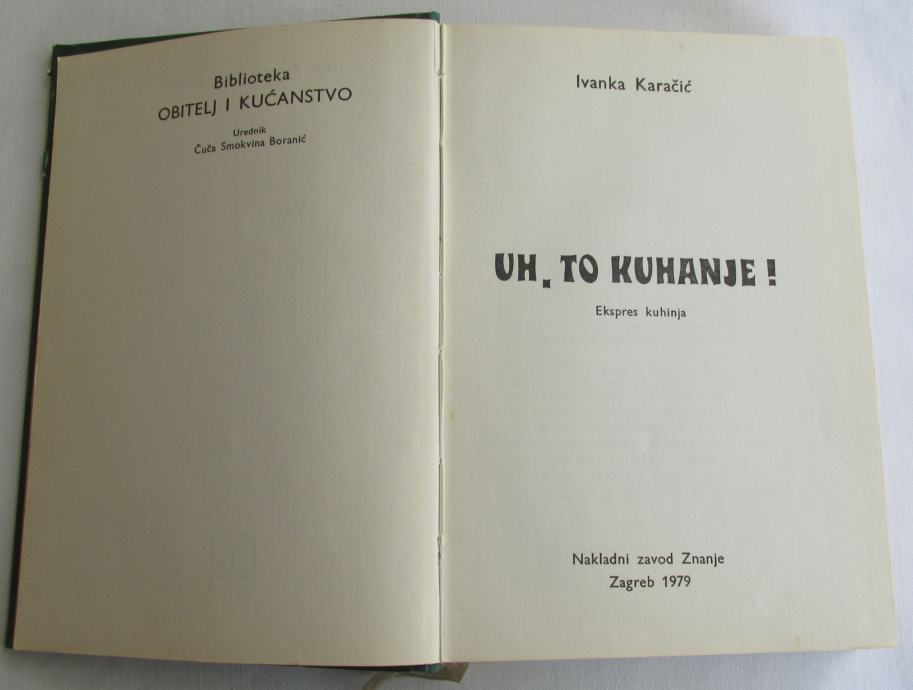 Biblioteka
OBITELJ I KUĆANSTVO
Urednik
Čuča Smokvina Boranić
Ivanka Karačić
UH, TO KUHANJE!
Ekspres kuhinja
Nakladni zavod Znanje
Zagreb 1979